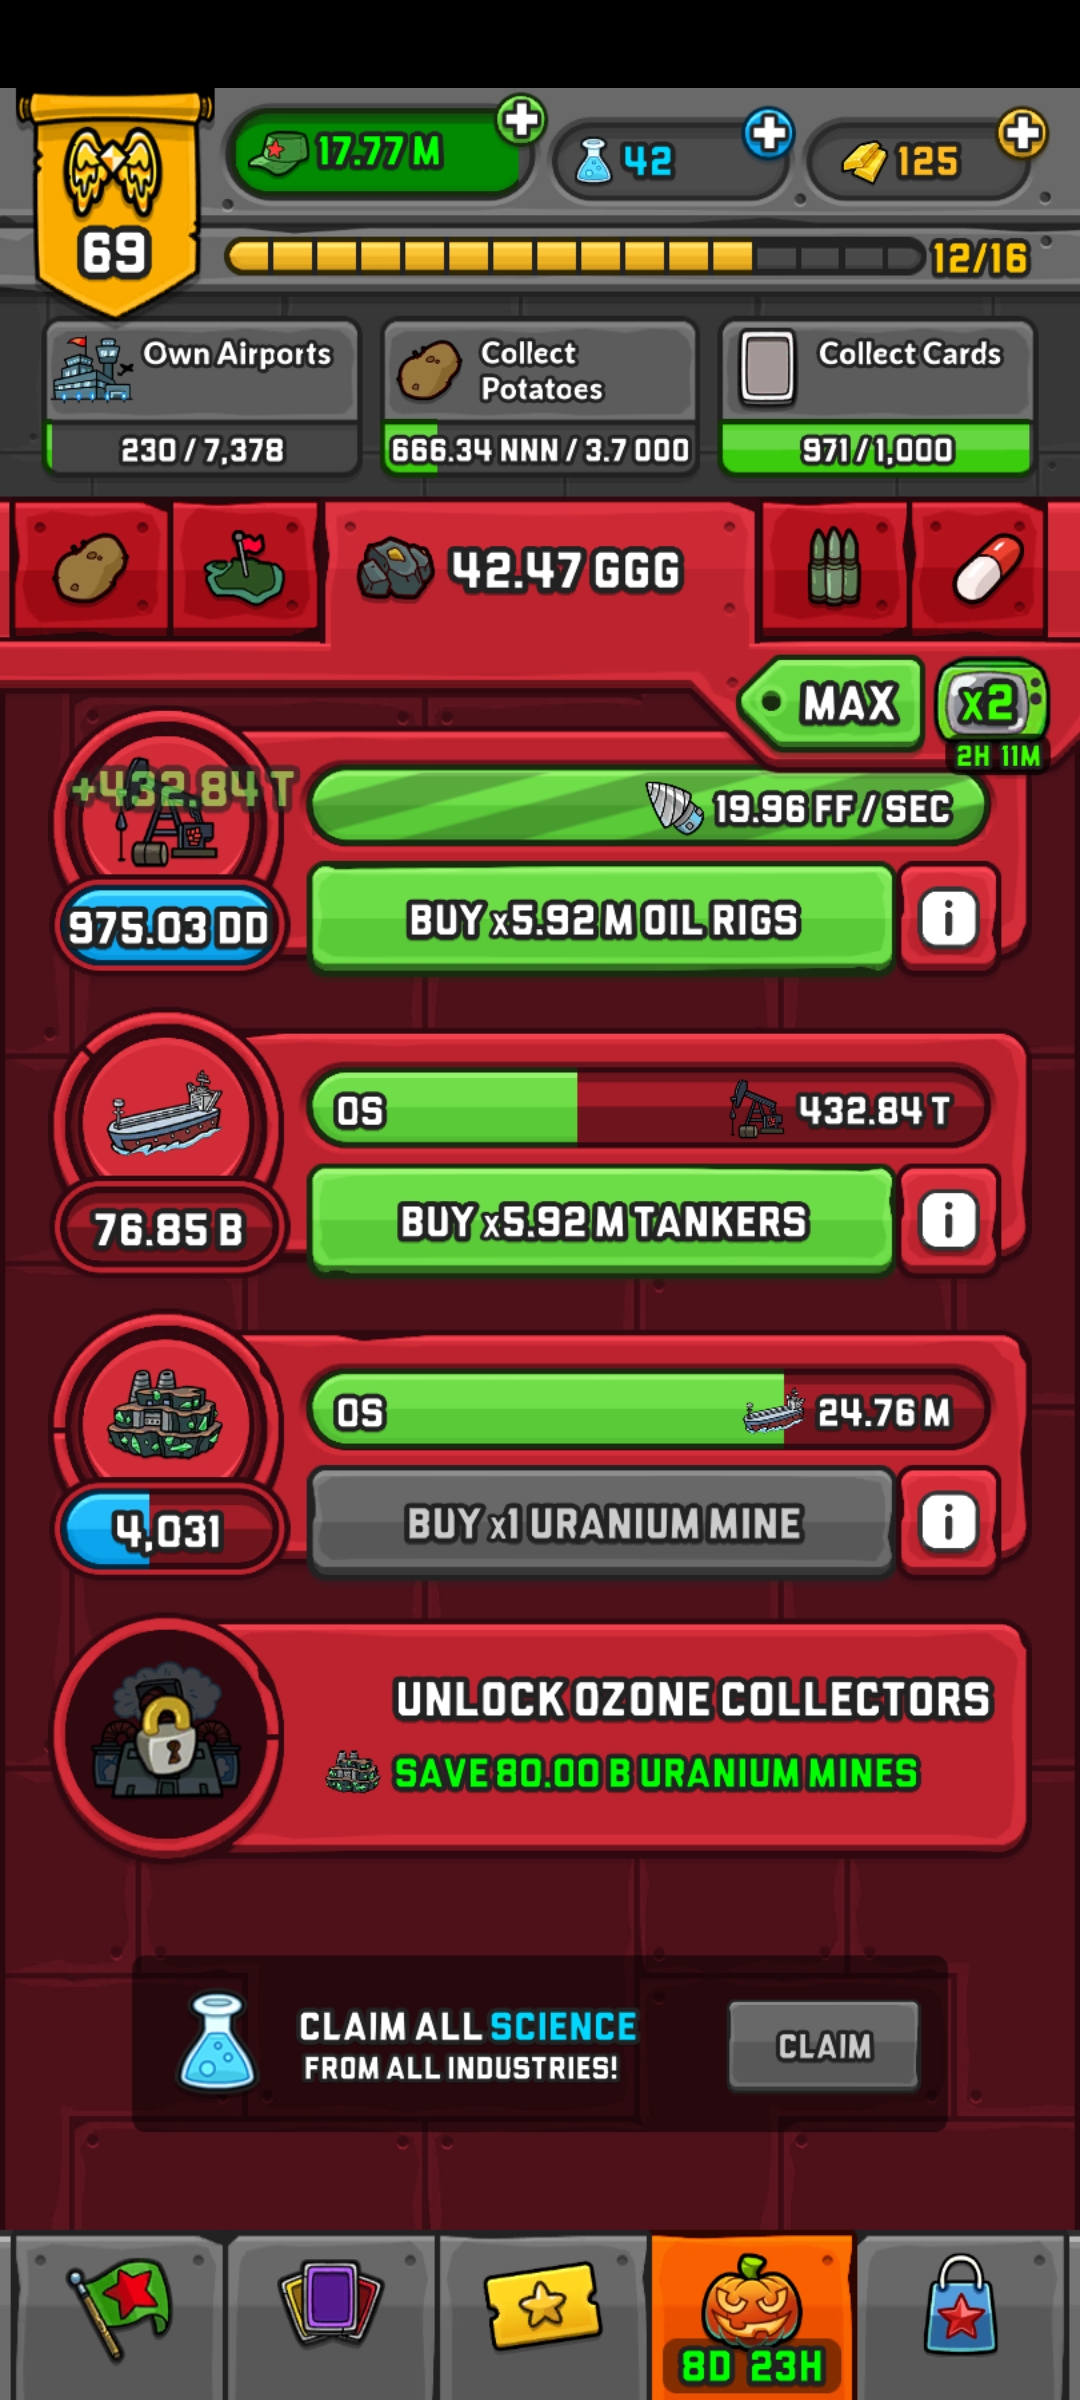 69
17.77 M
42
125
12/16
Own Airports
230 / 7,378
Collect
Potatoes
666.34 NNN / 3.7 OOO
Collect Cards
971 / 1,000
42.47 GGG
MAX
x2
2H 11M
+432.84 T
19.96 FF / SEC
975.03 DD
BUY x5.92 M OIL RIGS
i
0S
432.84 T
76.85 B
BUY x5.92 M TANKERS
i
0S
24.76 M
4,031
BUY x1 URANIUM MINE
i
UNLOCK OZONE COLLECTORS
SAVE 80.00 B URANIUM MINES
CLAIM ALL SCIENCE
FROM ALL INDUSTRIES!
CLAIM
8D 23H